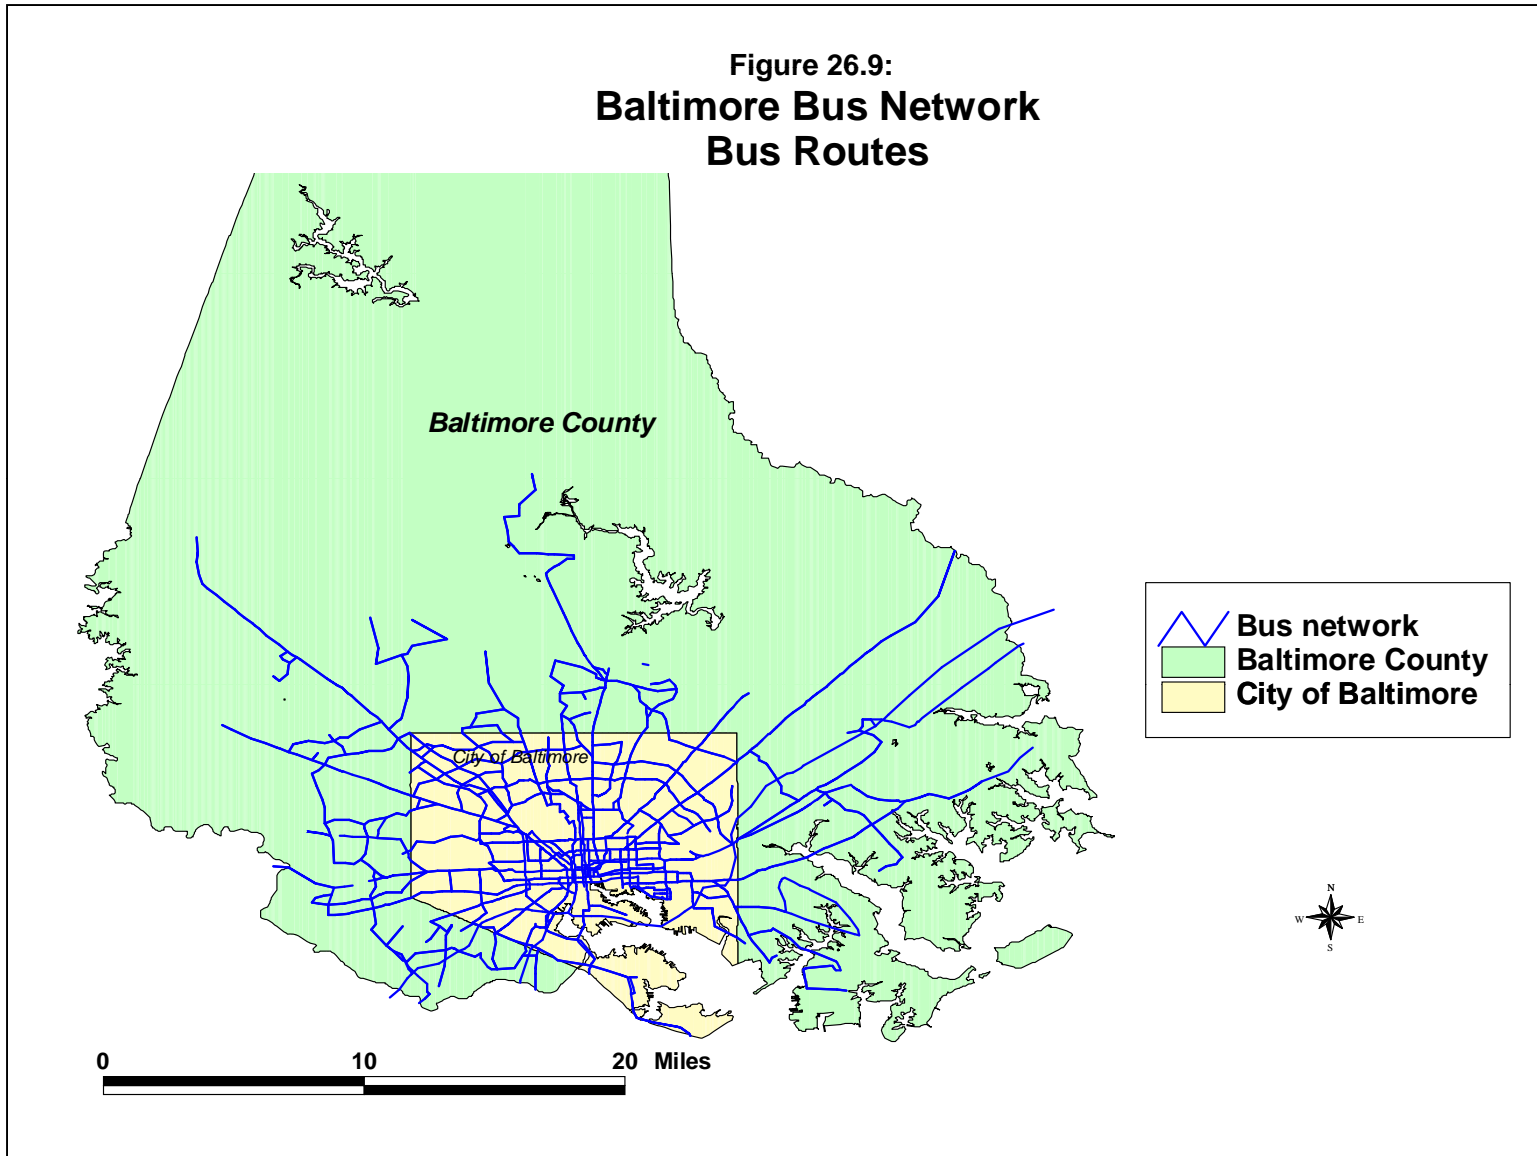 Figure 26.9:
Baltimore Bus Network
Bus Routes
Baltimore County
City of Baltimore
Bus network
Baltimore County
City of Baltimore
N
W E
S
0 10 20 Miles